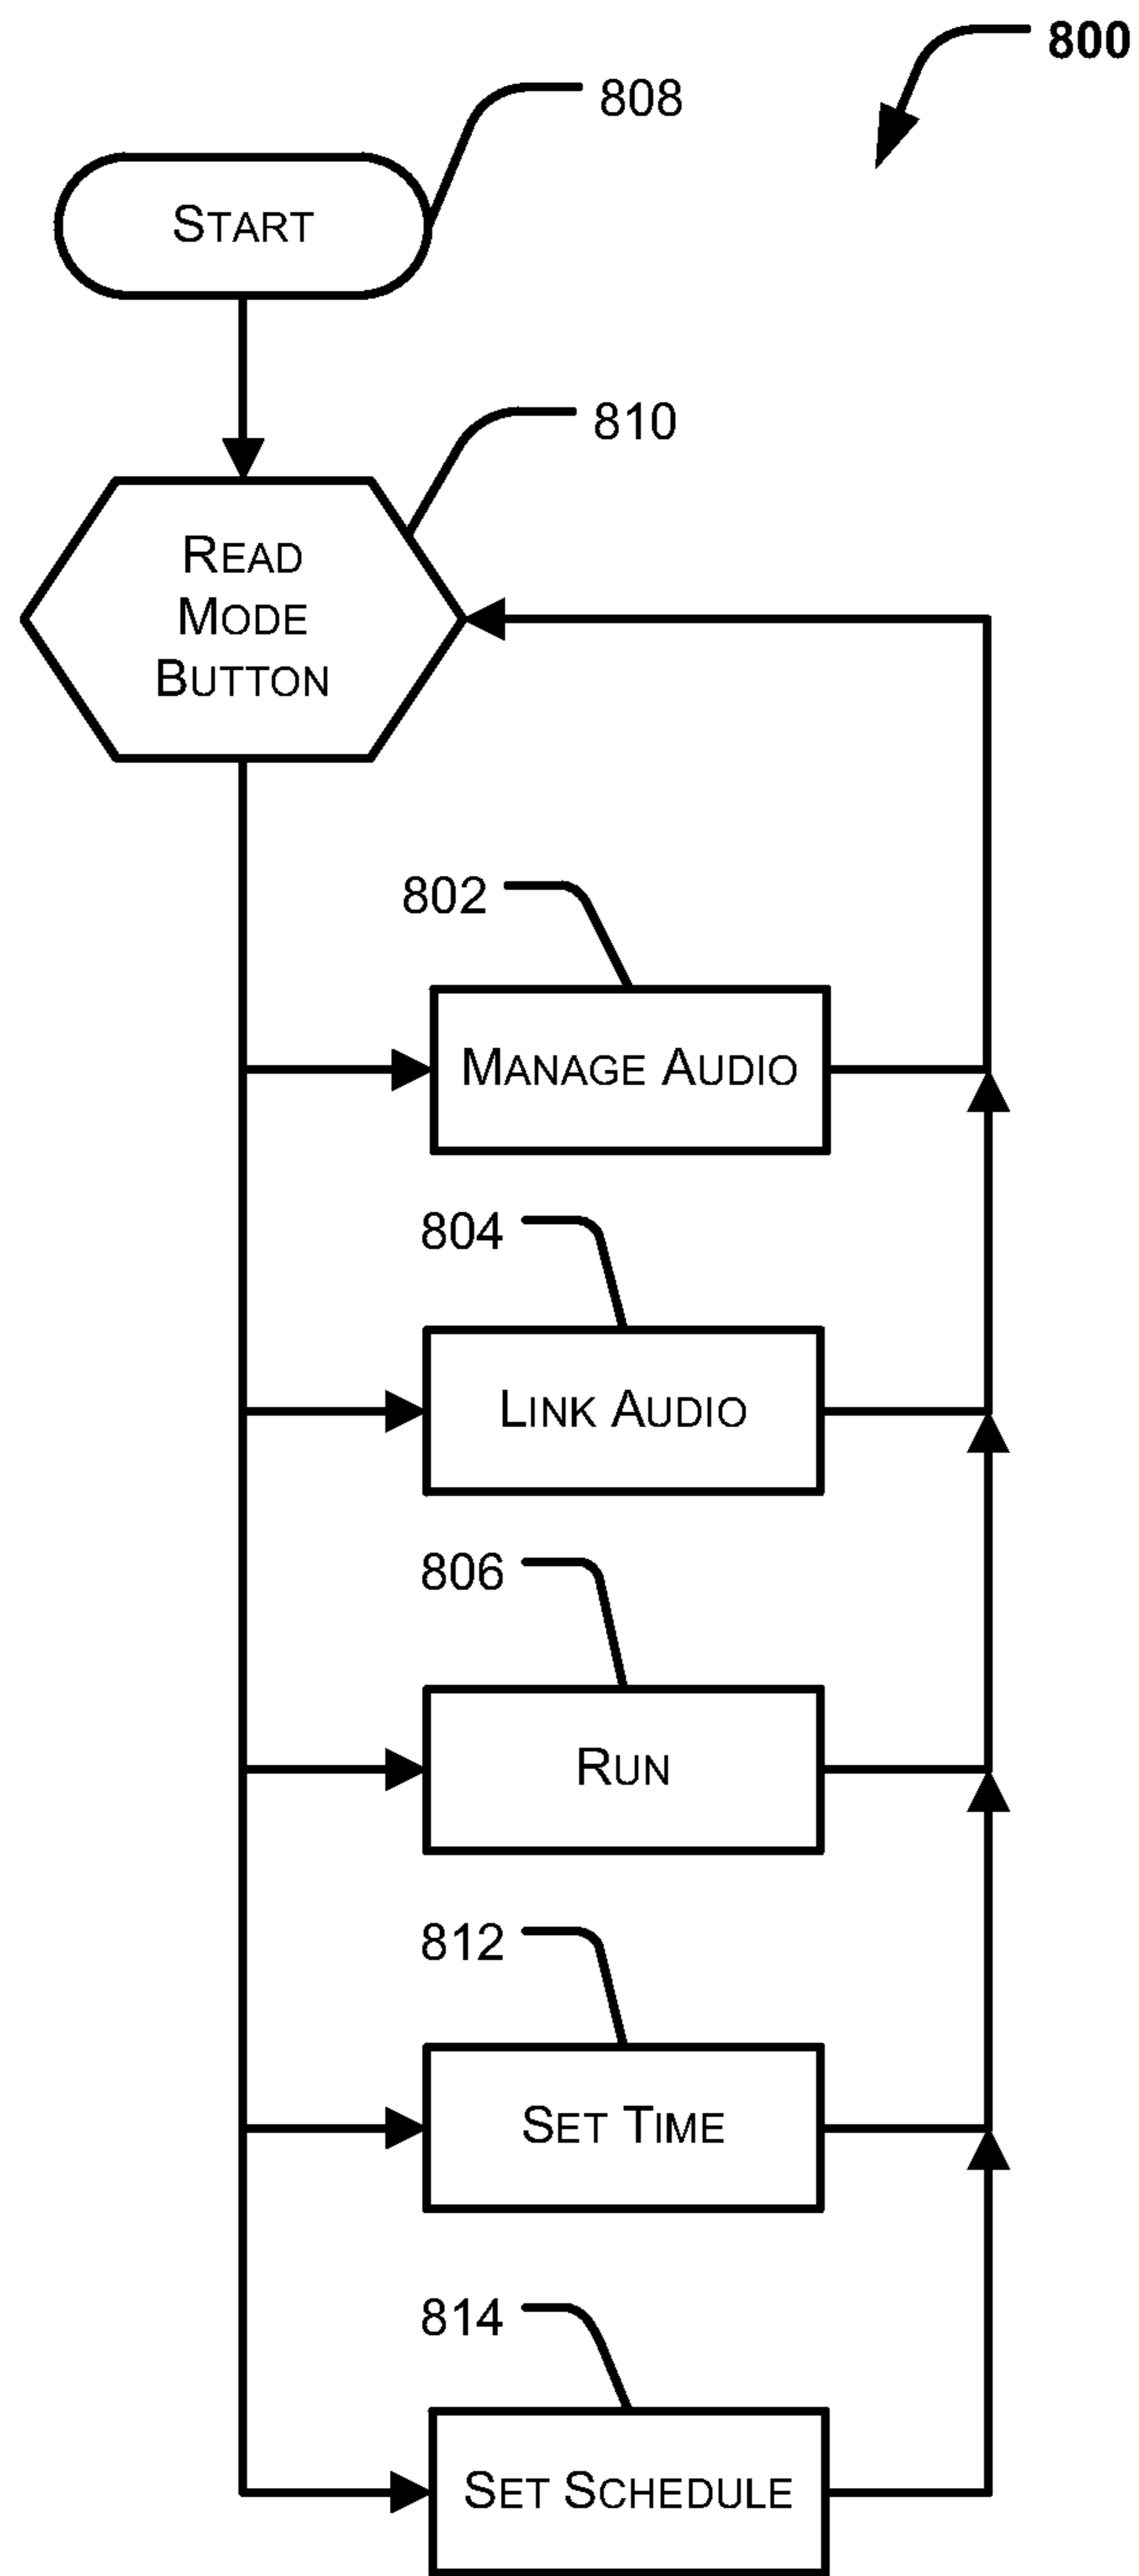 800
808
START
810
READ
MODE
BUTTON
802
MANAGE AUDIO
804
LINK AUDIO
806
RUN
812
SET TIME
814
SET SCHEDULE